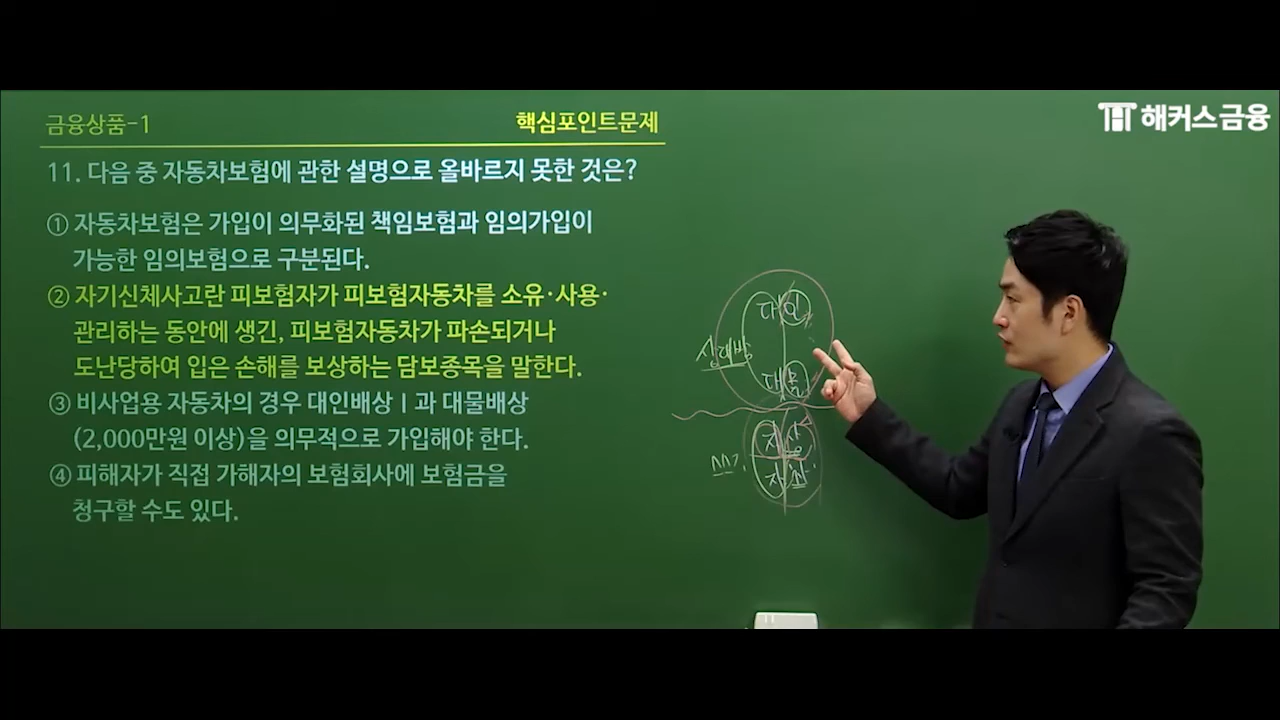 금융상품-1
핵심포인트문제
해커스금융
11. 다음 중 자동차보험에 관한 설명으로 올바르지 못한 것은?
① 자동차보험은 가입이 의무화된 책임보험과 임의가입이
가능한 임의보험으로 구분된다.
② 자기신체사고란 피보험자가 피보험자동차를 소유·사용·
관리하는 동안에 생긴, 피보험자동차가 파손되거나
도난당하여 입은 손해를 보상하는 담보종목을 말한다.
③ 비사업용 자동차의 경우 대인배상Ⅰ과 대물배상
(2,000만원 이상)을 의무적으로 가입해야 한다.
④ 피해자가 직접 가해자의 보험회사에 보험금을
청구할 수도 있다.
대인
상대방
대물